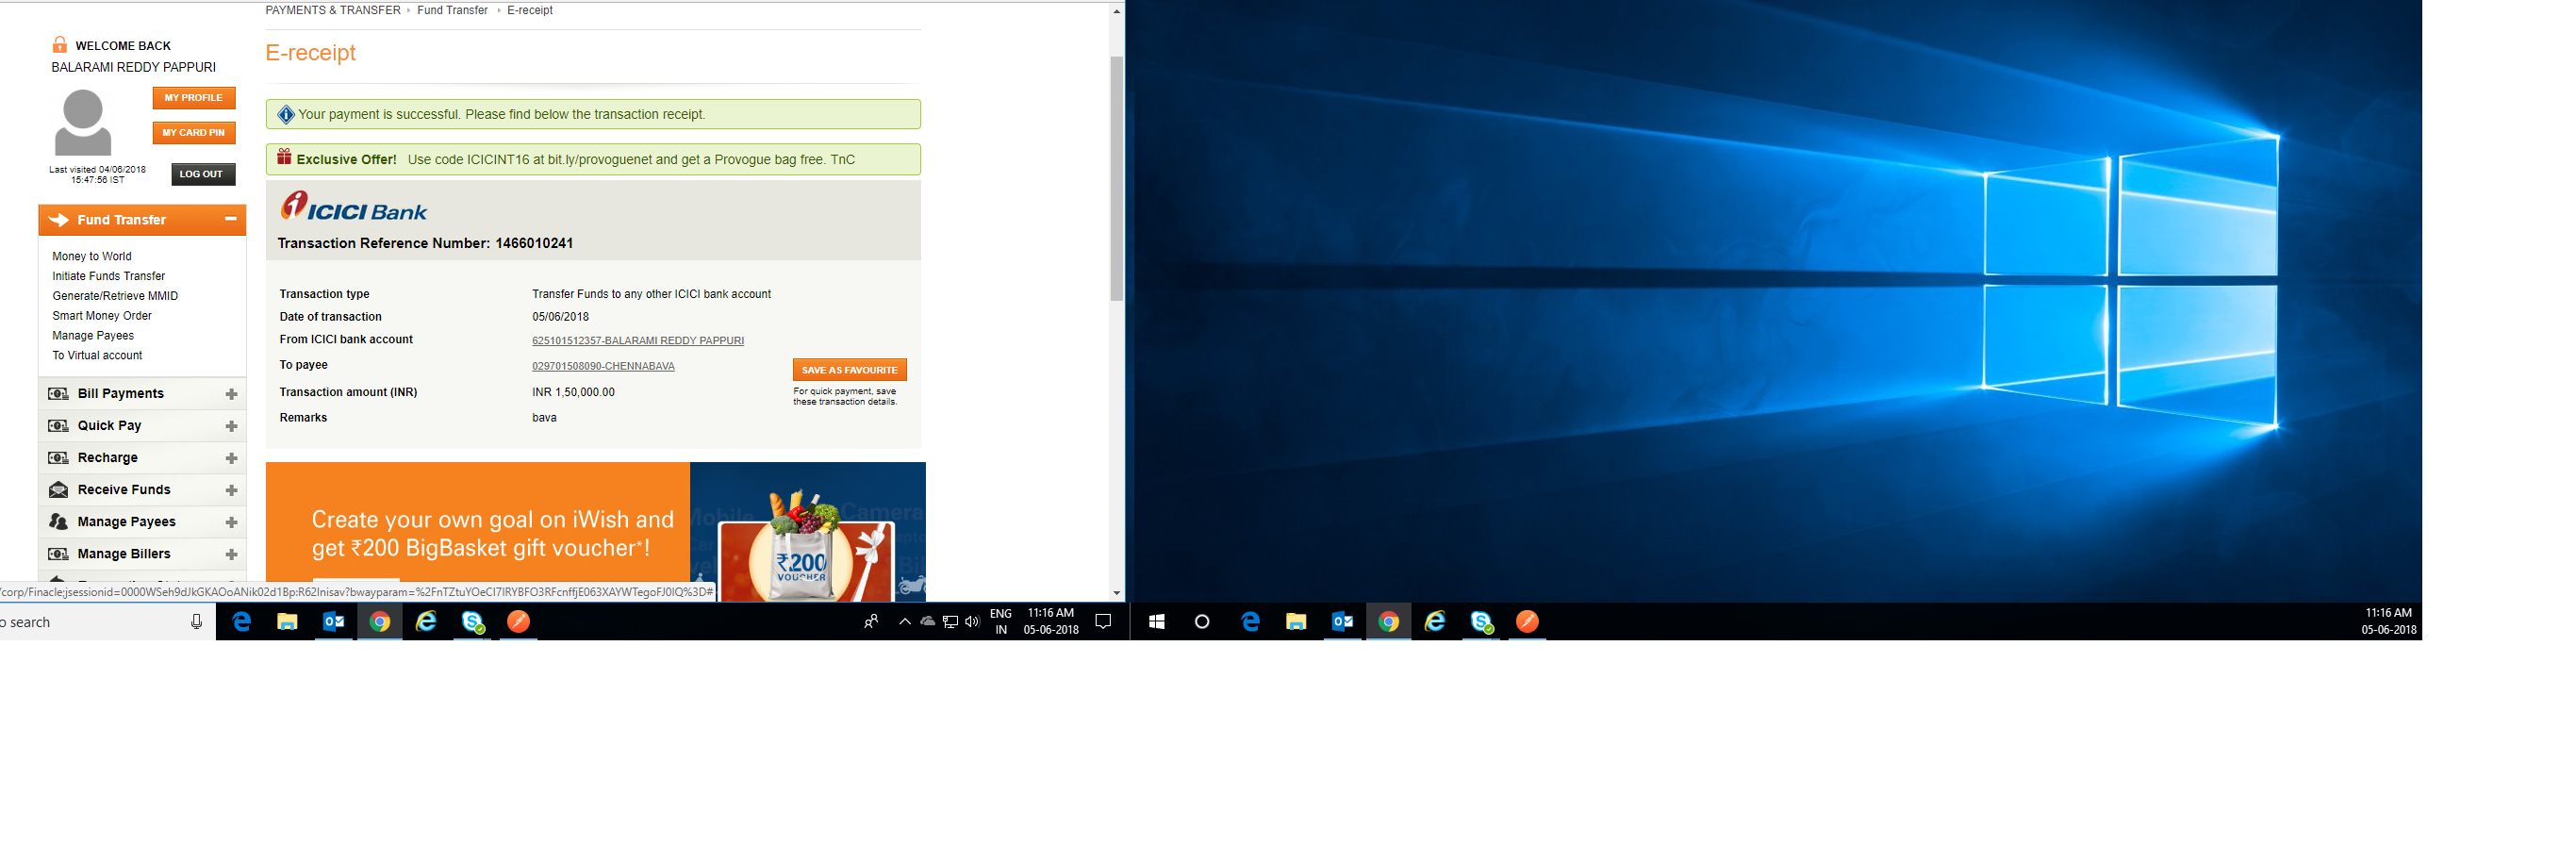 PAYMENTS & TRANSFER Fund Transfer E-receipt
WELCOME BACK
BALARAMI REDDY PAPPURI
MY PROFILE
MY CARD PIN
Last visited 04/06/2018
15:47:56 IST
LOG OUT
Fund Transfer
Money to World
Initiate Funds Transfer
Generate/Retrieve MMID
Smart Money Order
Manage Payees
To Virtual account
Bill Payments
Quick Pay
Recharge
Receive Funds
Manage Payees
Manage Billers
E-receipt
Your payment is successful. Please find below the transaction receipt.
Exclusive Offer! Use code ICICINT16 at bit.ly/provoguenet and get a Provogue bag free. TnC
ICICI Bank
Transaction Reference Number: 1466010241
Transaction type Transfer Funds to any other ICICI bank account
Date of transaction 05/06/2018
From ICICI bank account 625101512357-BALARAMI REDDY PAPPURI
To payee 029701508090-CHENNABAVA
SAVE AS FAVOURITE
For quick payment, save
these transaction details.
Transaction amount (INR) INR 1,50,000.00
Remarks bava
Create your own goal on iWish and
get ₹200 BigBasket gift voucher*!
Mobile
Camera
₹200
VOUCHER
o search
ENG
IN
11:16 AM
05-06-2018
11:16 AM
05-06-2018